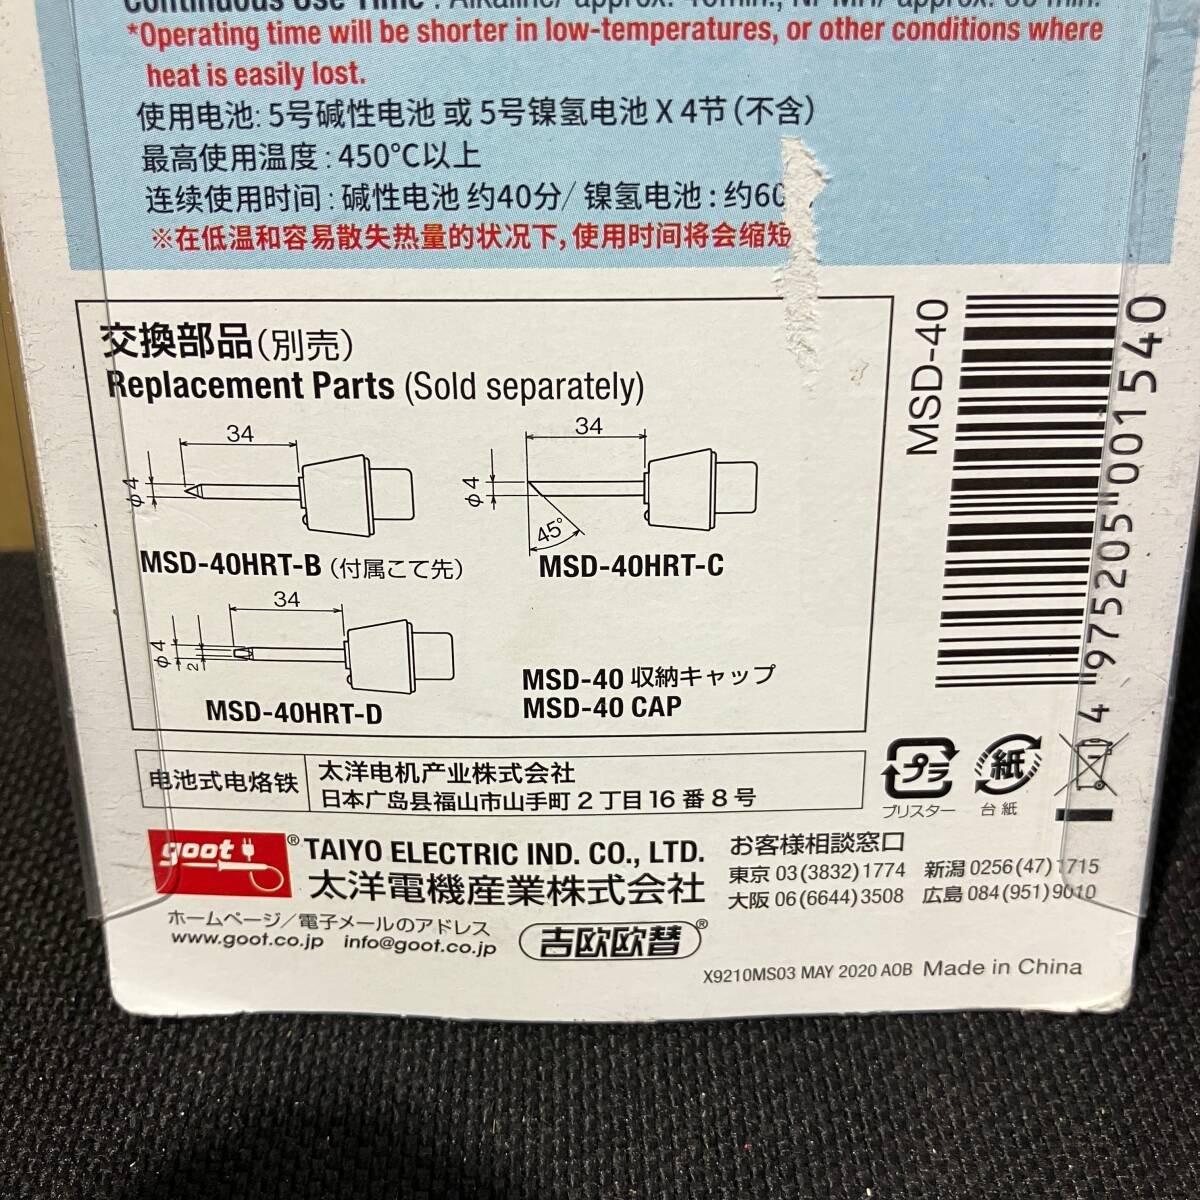 Continuous Use Time : Alkaline/ approx. 40min., Ni-MH/ approx. 60 min.
*Operating time will be shorter in low-temperatures, or other conditions where
heat is easily lost.
使用电池: 5号碱性电池 或 5号镍氢电池 X 4节 (不含)
最高使用温度 : 450℃以上
连续使用时间 : 碱性电池 约40分/ 镍氢电池 : 约60
※在低温和容易散失热量的状况下, 使用时间将会缩短
交換部品 (別売)
Replacement Parts (Sold separately)
34
φ4
MSD-40HRT-B (付属こて先)
34
φ4
45°
MSD-40HRT-C
34
φ4
2
MSD-40HRT-D
MSD-40 収納キャップ
MSD-40 CAP
MSD-40
4 975205 001540
电池式电烙铁
太洋电机产业株式会社
日本广岛县福山市山手町 2 丁目 16 番 8 号
プラ
ブリスター
紙
台紙
goot® TAIYO ELECTRIC IND. CO., LTD.
太洋電機産業株式会社
お客様相談窓口
東京 03 (3832) 1774 新潟 0256 (47) 1715
大阪 06 (6644) 3508 広島 084 (951) 9010
ホームページ/電子メールのアドレス
www.goot.co.jp info@goot.co.jp
吉欧欧替®
X9210MS03 MAY 2020 A0B Made in China